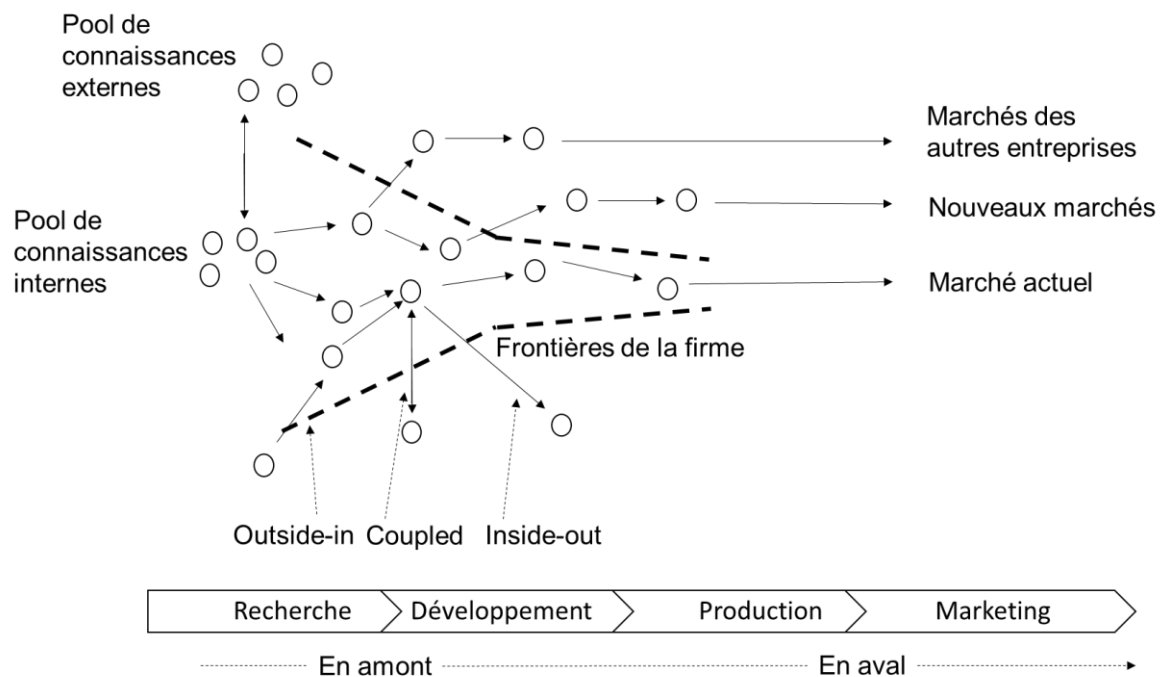 Pool de
connaissances
externes
Marchés des
autres entreprises
Pool de
connaissances
internes
Nouveaux marchés
Marché actuel
Frontières de la firme
Outside-in
Coupled
Inside-out
Recherche
Développement
Production
Marketing
En amont
En aval